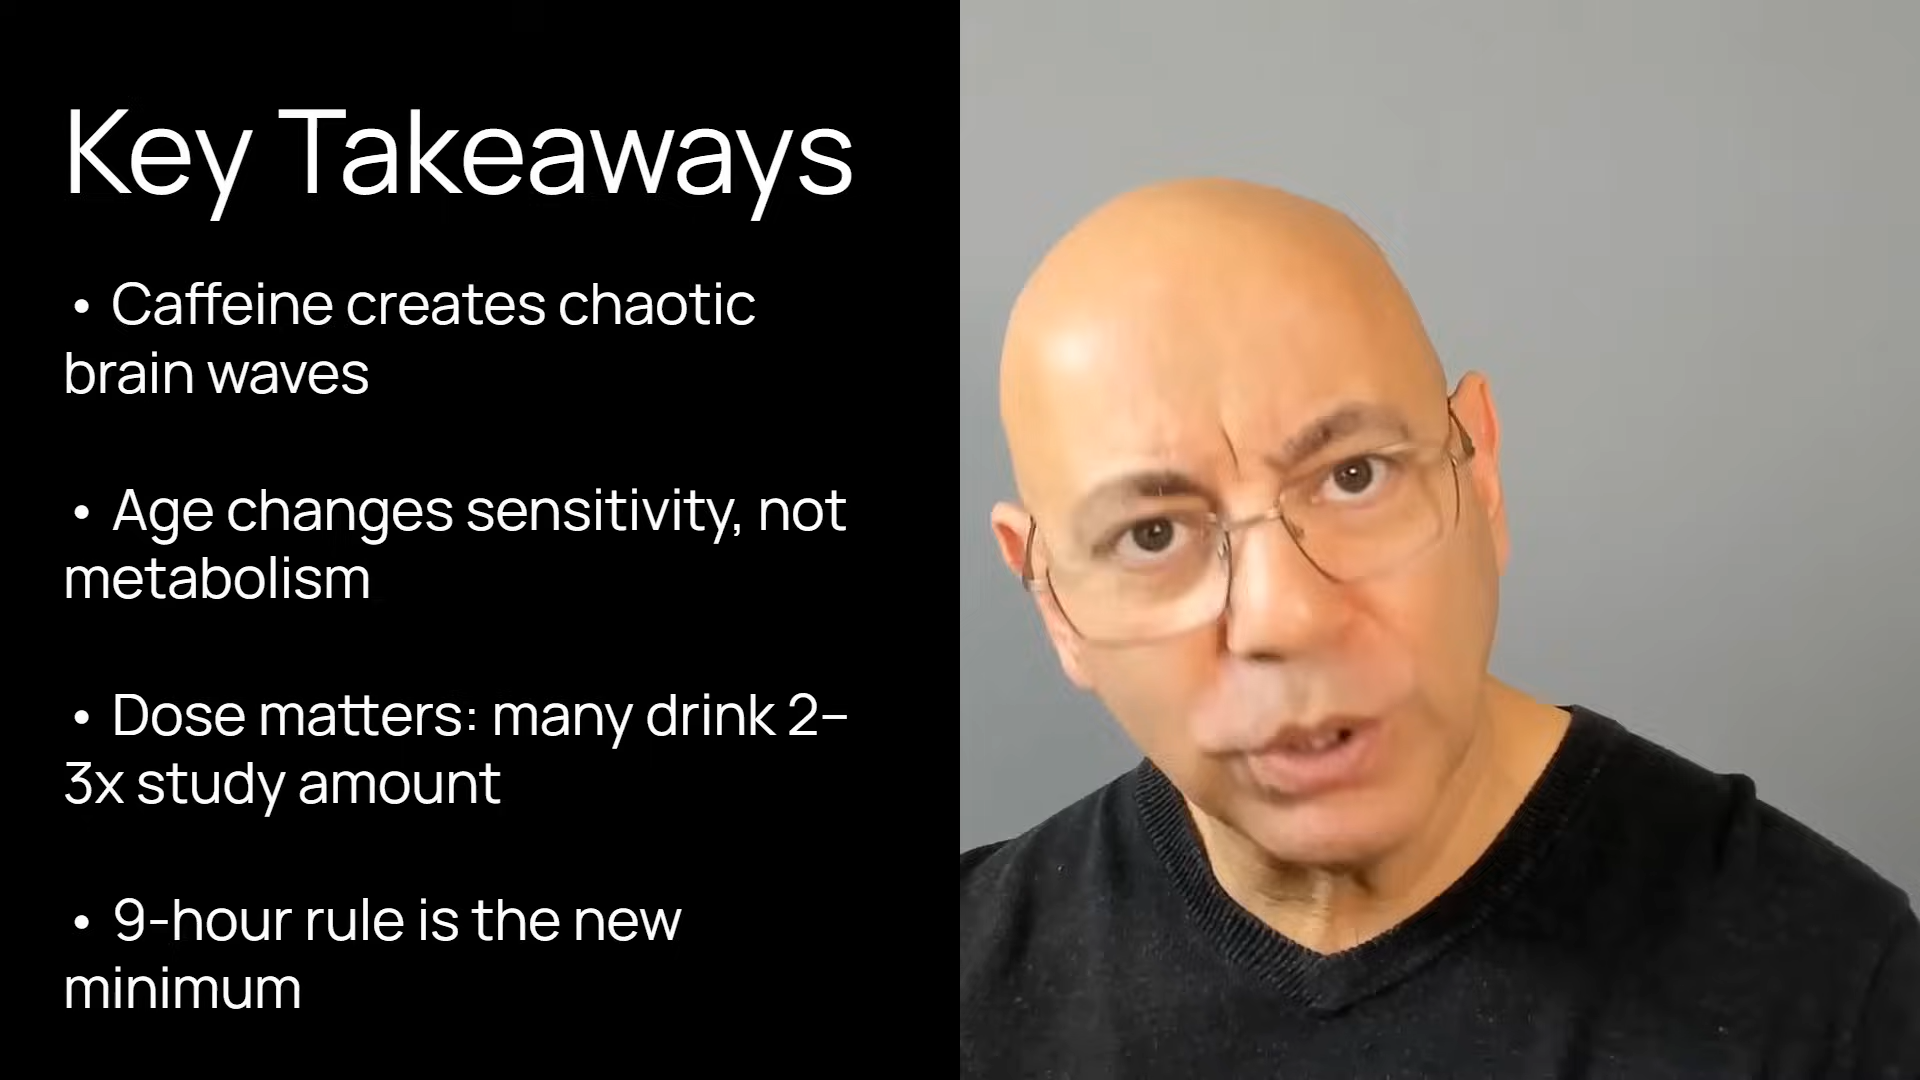 Key Takeaways
• Caffeine creates chaotic
brain waves
• Age changes sensitivity, not
metabolism
• Dose matters: many drink 2–
3x study amount
• 9-hour rule is the new
minimum